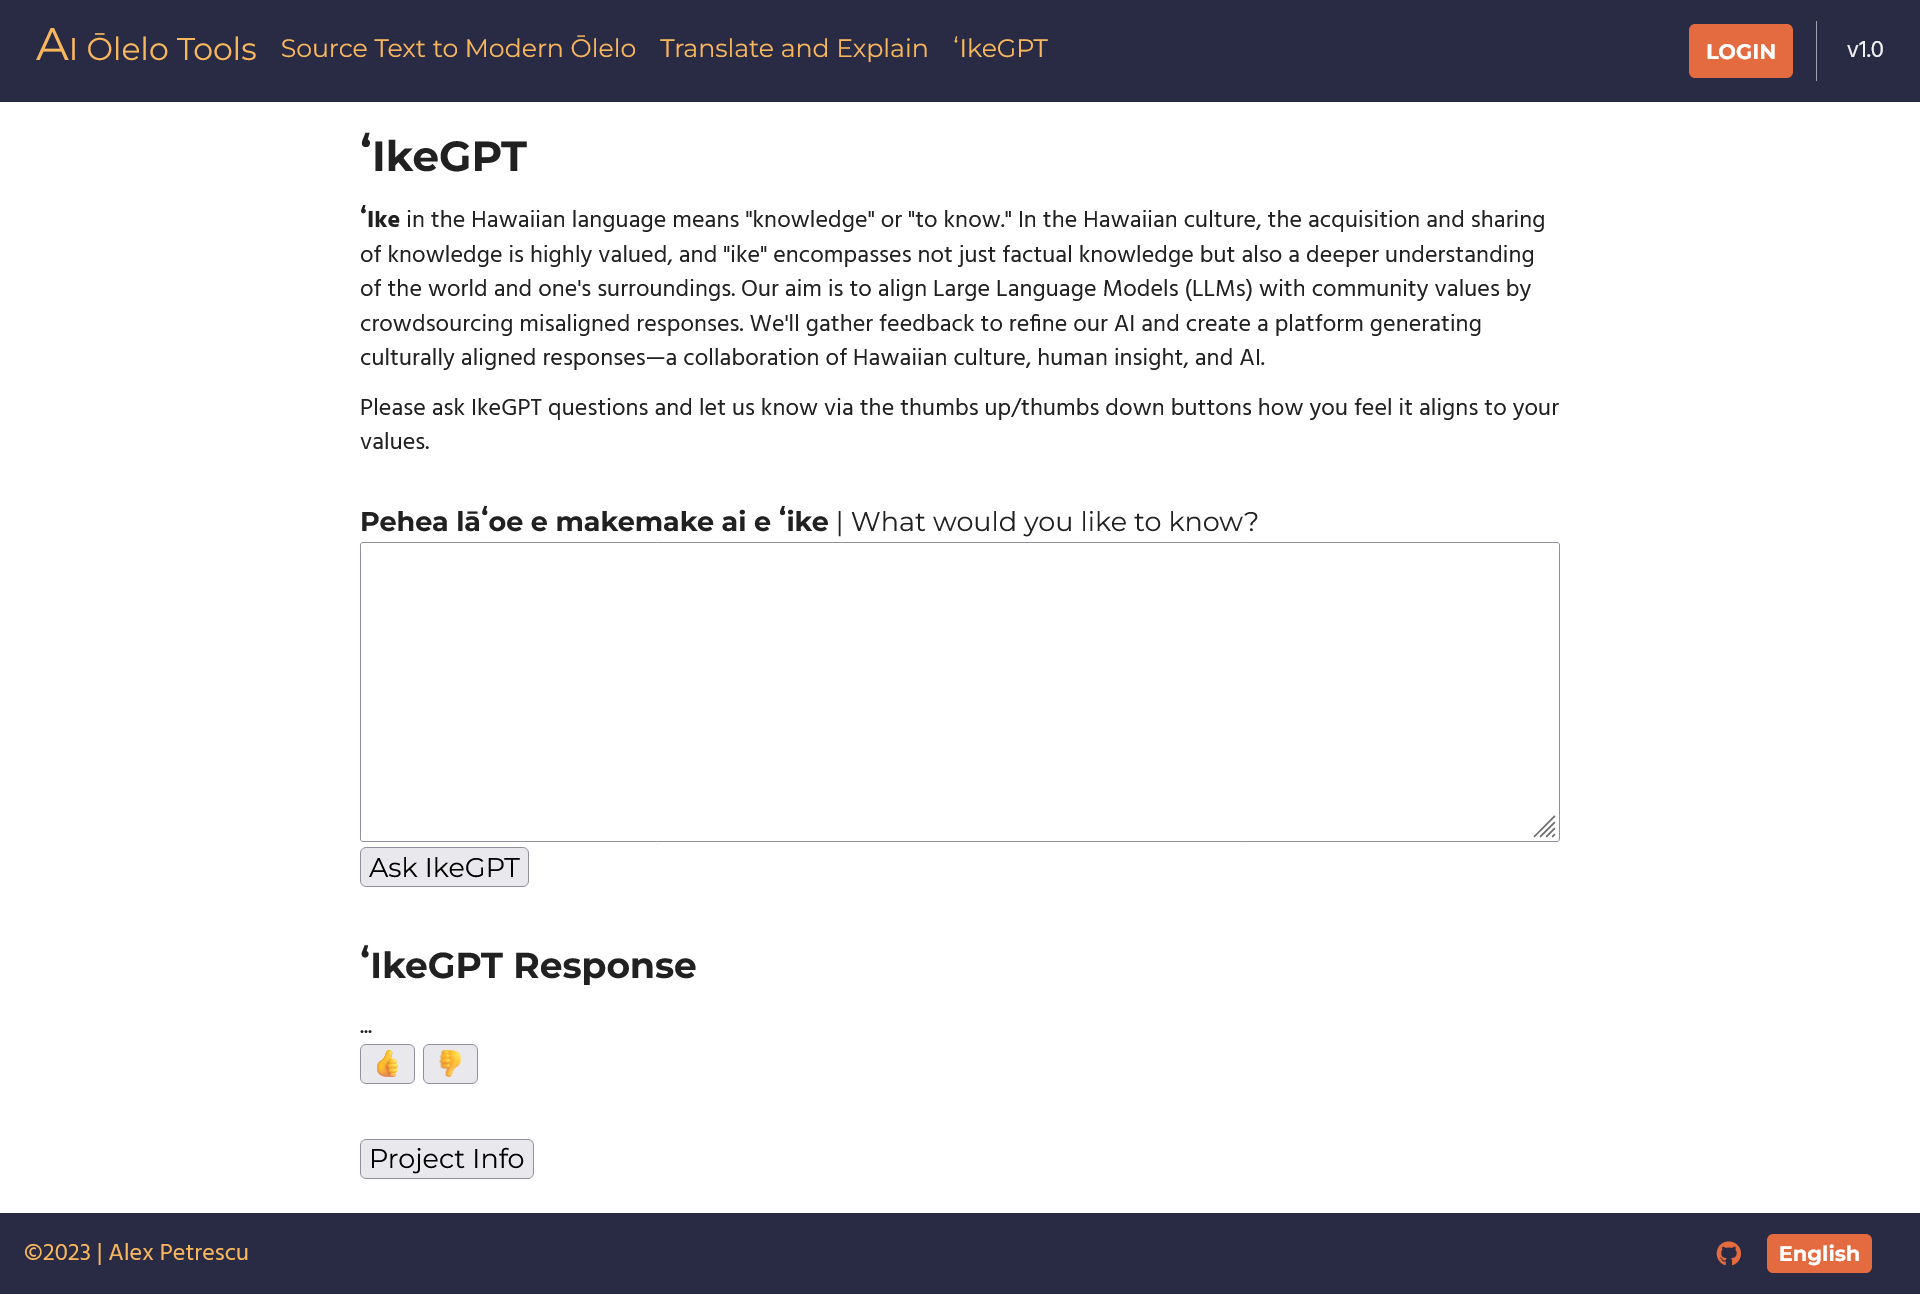 AI Ōlelo Tools Source Text to Modern Ōlelo Translate and Explain ʻIkeGPT LOGIN v1.0
ʻIkeGPT
ʻIke in the Hawaiian language means "knowledge" or "to know." In the Hawaiian culture, the acquisition and sharing
of knowledge is highly valued, and "ike" encompasses not just factual knowledge but also a deeper understanding
of the world and one's surroundings. Our aim is to align Large Language Models (LLMs) with community values by
crowdsourcing misaligned responses. We'll gather feedback to refine our AI and create a platform generating
culturally aligned responses—a collaboration of Hawaiian culture, human insight, and AI.
Please ask IkeGPT questions and let us know via the thumbs up/thumbs down buttons how you feel it aligns to your
values.
Pehea lāʻoe e makemake ai e ʻike | What would you like to know?
Ask IkeGPT
ʻIkeGPT Response
...
👍 👎
Project Info
©2023 | Alex Petrescu English